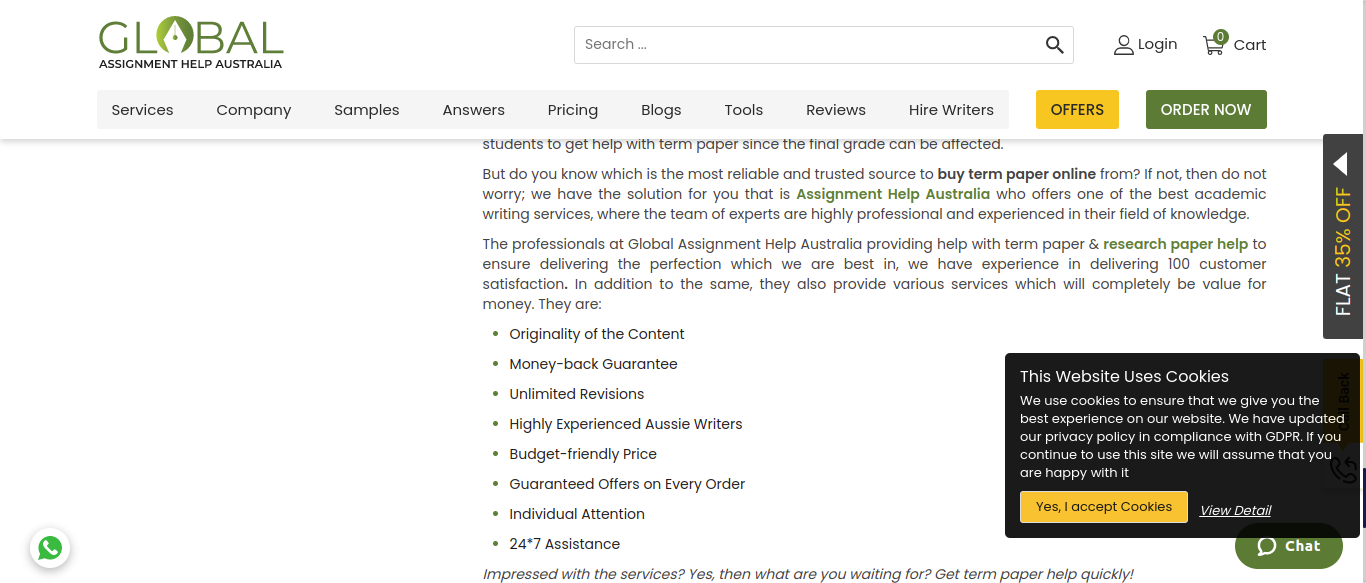 GLOBAL
ASSIGNMENT HELP AUSTRALIA
Search ...
Login
0
Cart
Services
Company
Samples
Answers
Pricing
Blogs
Tools
Reviews
Hire Writers
OFFERS
ORDER NOW
students to get help with term paper since the final grade can be affected.
But do you know which is the most reliable and trusted source to buy term paper online from? If not, then do not
worry; we have the solution for you that is Assignment Help Australia who offers one of the best academic
writing services, where the team of experts are highly professional and experienced in their field of knowledge.
The professionals at Global Assignment Help Australia providing help with term paper & research paper help to
ensure delivering the perfection which we are best in, we have experience in delivering 100 customer
satisfaction. In addition to the same, they also provide various services which will completely be value for
money. They are:
Originality of the Content
Money-back Guarantee
Unlimited Revisions
Highly Experienced Aussie Writers
Budget-friendly Price
Guaranteed Offers on Every Order
Individual Attention
24*7 Assistance
Impressed with the services? Yes, then what are you waiting for? Get term paper help quickly!
FLAT 35% OFF
Call Back
This Website Uses Cookies
We use cookies to ensure that we give you the
best experience on our website. We have updated
our privacy policy in compliance with GDPR. If you
continue to use this site we will assume that you
are happy with it
Yes, I accept Cookies
View Detail
Chat